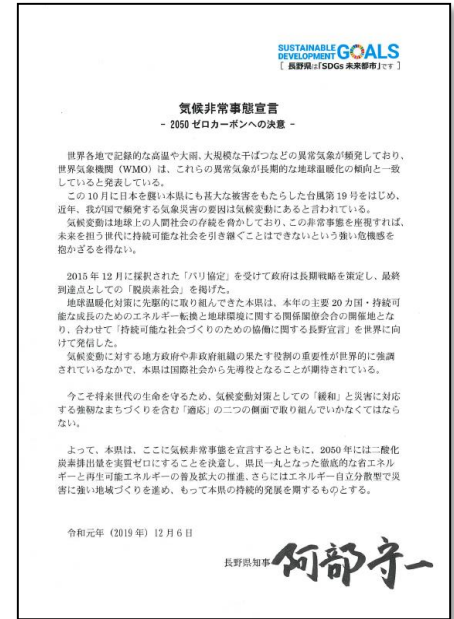 SUSTAINABLE
DEVELOPMENT GOALS
[ 長野県は「SDGs 未来都市」です ]
気候非常事態宣言
- 2050 ゼロカーボンへの決意 -
世界各地で記録的な高温や大雨、大規模な干ばつなどの異常気象が頻発しており、
世界気象機関（WMO）は、これらの異常気象が長期的な地球温暖化の傾向と一致
していると発表している。
この 10 月に日本を襲い本県にも甚大な被害をもたらした台風第 19 号をはじめ、
近年、我が国で頻発する気象災害の要因は気候変動にあると言われている。
気候変動は地球上の人間社会の存続を脅かしており、この非常事態を座視すれば、
未来を担う世代に持続可能な社会を引き継ぐことはできないという強い危機感を
抱かざるを得ない。
2015 年 12 月に採択された「パリ協定」を受けて政府は長期戦略を策定し、最終
到達点としての「脱炭素社会」を掲げた。
地球温暖化対策に先駆的に取り組んできた本県は、本年の主要 20 カ国・持続可
能な成長のためのエネルギー転換と地球環境に関する関係閣僚会合の開催地とな
り、合わせて「持続可能な社会づくりのための協働に関する長野宣言」を世界に向
けて発信した。
気候変動に対する地方政府や非政府組織の果たす役割の重要性が世界的に強調
されているなかで、本県は国際社会から先導役となることが期待されている。
今こそ将来世代の生命を守るため、気候変動対策としての「緩和」と災害に対応
する強靭なまちづくりを含む「適応」の二つの側面で取り組んでいかなくてはなら
ない。
よって、本県は、ここに気候非常事態を宣言するとともに、2050 年には二酸化
炭素排出量を実質ゼロにすることを決意し、県民一丸となった徹底的な省エネル
ギーと再生可能エネルギーの普及拡大の推進、さらにはエネルギー自立分散型で災
害に強い地域づくりを進め、もって本県の持続的発展を期するものとする。
令和元年（2019 年）12 月 6 日
長野県知事 阿部守一